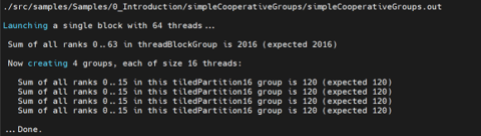 ./src/samples/Samples/0_Introduction/simpleCooperativeGroups/simpleCooperativeGroups.out
Launching a single block with 64 threads...
Sum of all ranks 0..63 in threadBlockGroup is 2016 (expected 2016)
Now creating 4 groups, each of size 16 threads:
Sum of all ranks 0..15 in this tiledPartition16 group is 120 (expected 120)
Sum of all ranks 0..15 in this tiledPartition16 group is 120 (expected 120)
Sum of all ranks 0..15 in this tiledPartition16 group is 120 (expected 120)
Sum of all ranks 0..15 in this tiledPartition16 group is 120 (expected 120)
...Done.